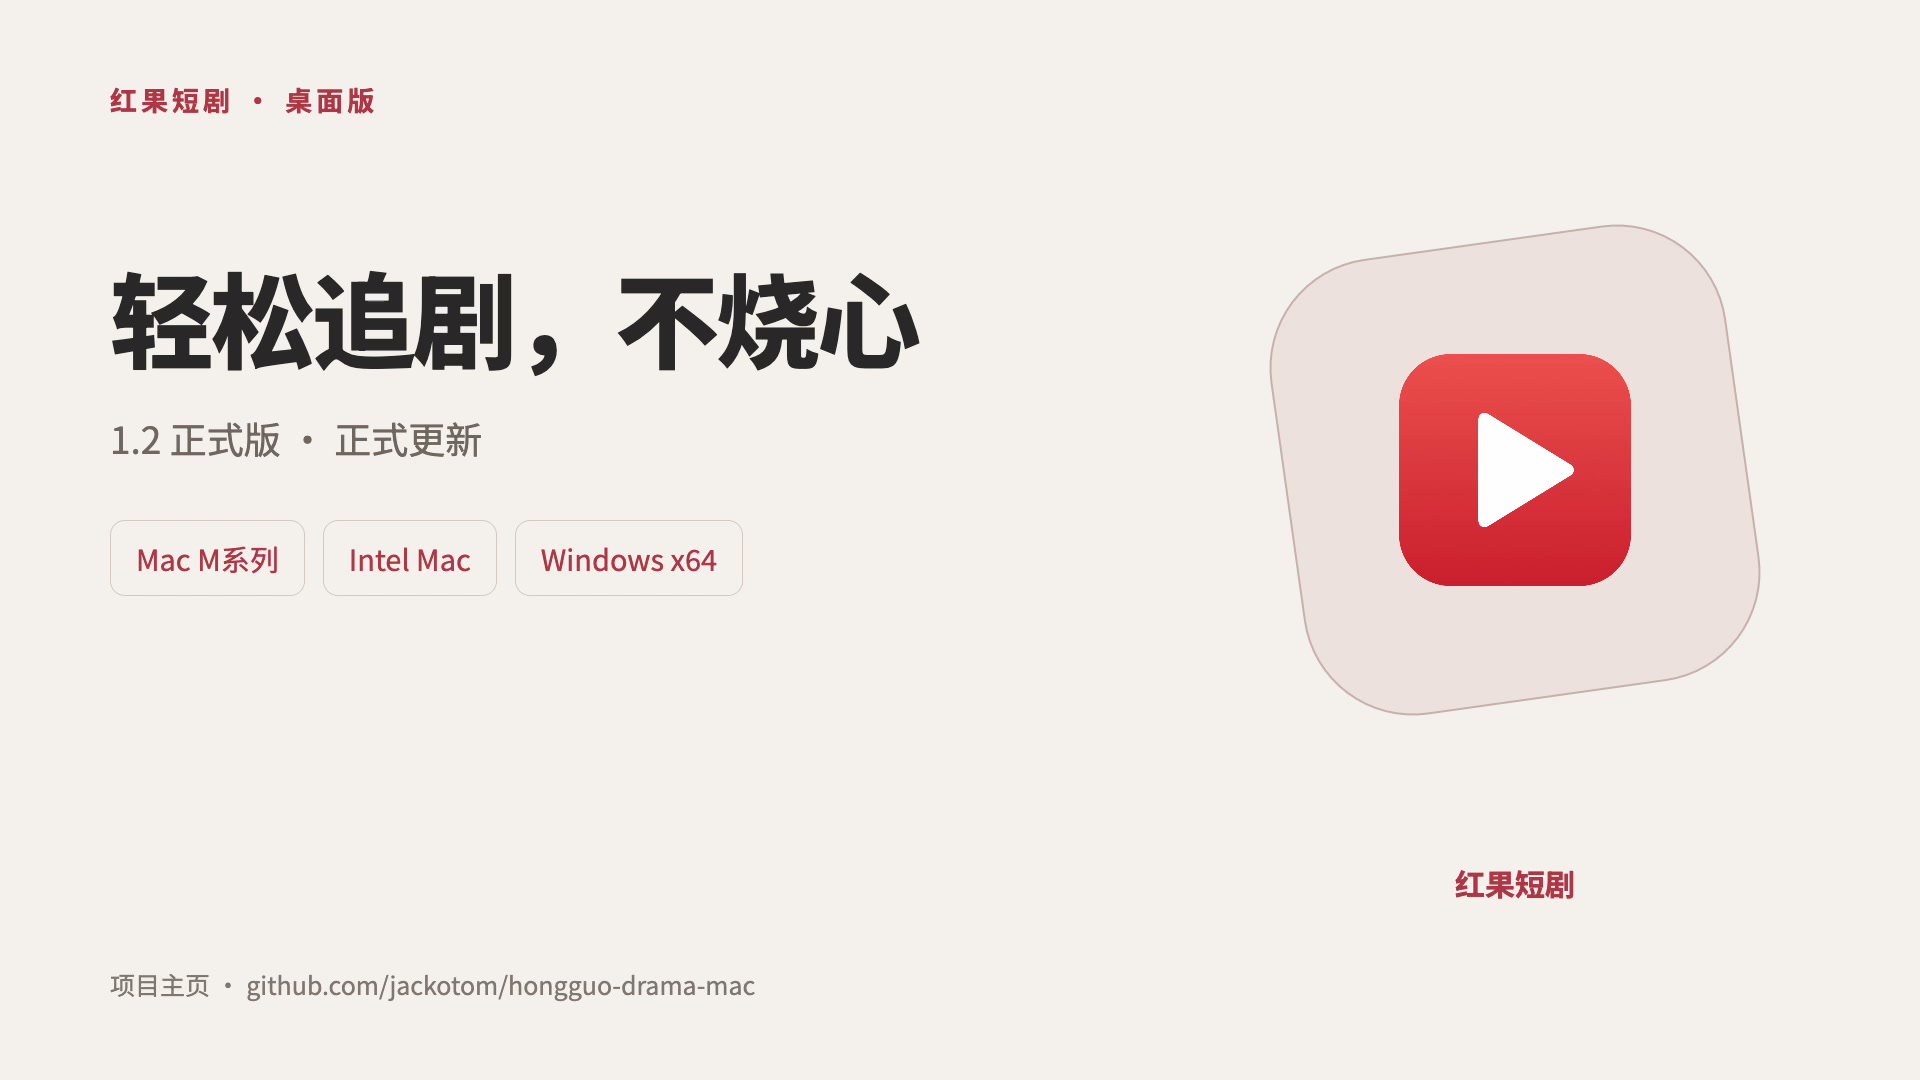 红果短剧 · 桌面版
轻松追剧，不烧心
1.2 正式版 · 正式更新
Mac M系列
Intel Mac
Windows x64
红果短剧
项目主页 · github.com/jackotom/hongguo-drama-mac